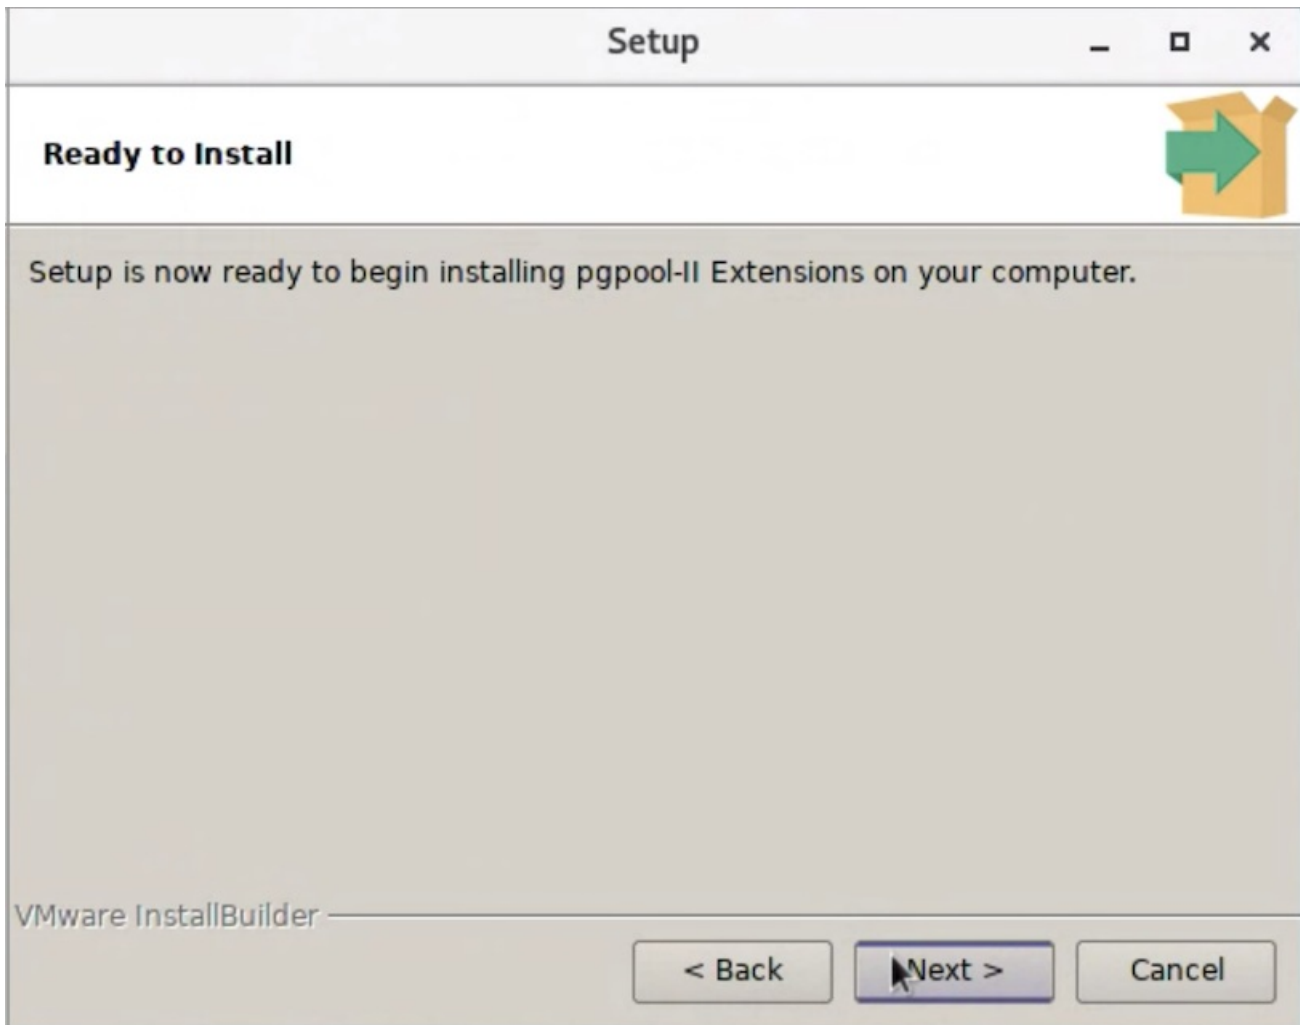 Setup
Ready to Install
Setup is now ready to begin installing pgpool-II Extensions on your computer.
VMware InstallBuilder
< Back Next > Cancel